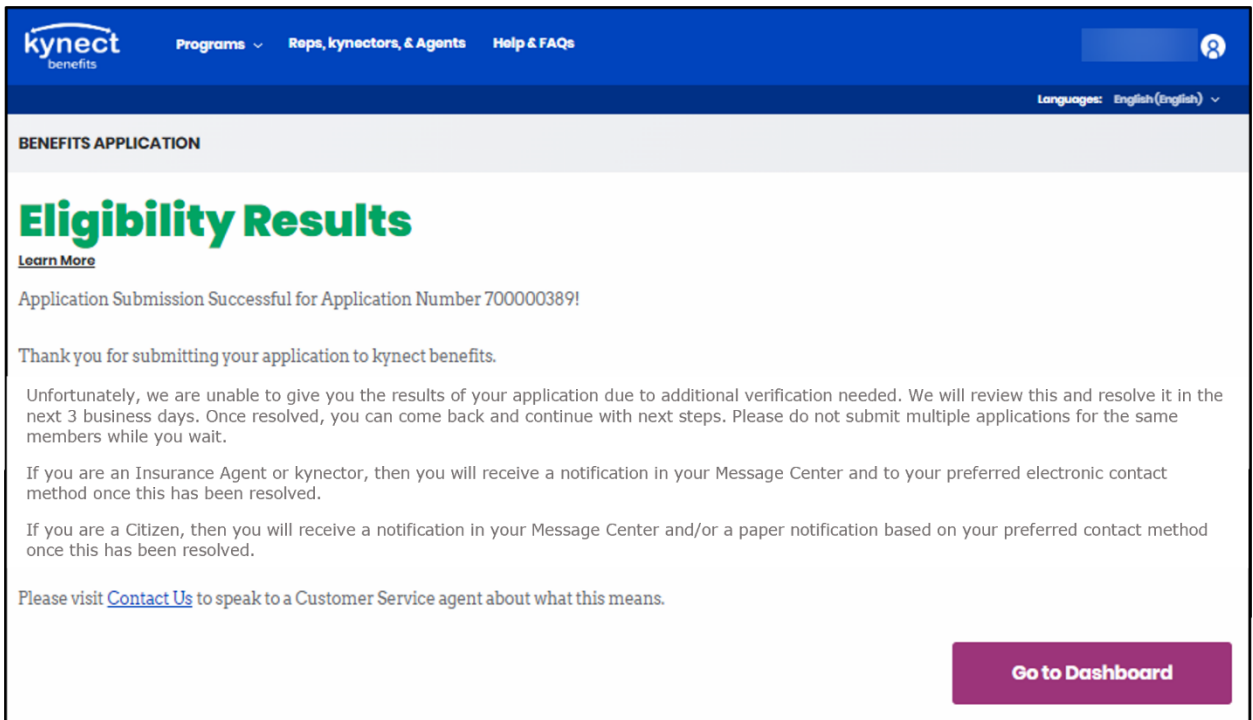 kynect
benefits
Programs
Reps, kynectors, & Agents
Help & FAQs
Languages: English (English)
BENEFITS APPLICATION
Eligibility Results
Learn More
Application Submission Successful for Application Number 700000389!
Thank you for submitting your application to kynect benefits.
Unfortunately, we are unable to give you the results of your application due to additional verification needed. We will review this and resolve it in the
next 3 business days. Once resolved, you can come back and continue with next steps. Please do not submit multiple applications for the same
members while you wait.
If you are an Insurance Agent or kynector, then you will receive a notification in your Message Center and to your preferred electronic contact
method once this has been resolved.
If you are a Citizen, then you will receive a notification in your Message Center and/or a paper notification based on your preferred contact method
once this has been resolved.
Please visit Contact Us to speak to a Customer Service agent about what this means.
Go to Dashboard